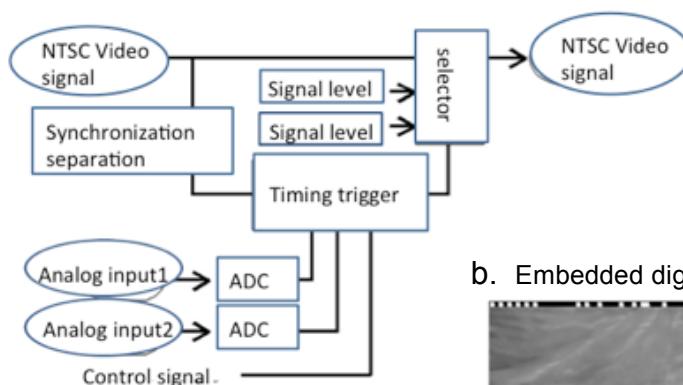 NTSC Video
signal
selector
NTSC Video
signal
Signal level
Signal level
Synchronization
separation
Timing trigger
Analog input1
ADC
Analog input2
ADC
Control signal
b. Embedded dig